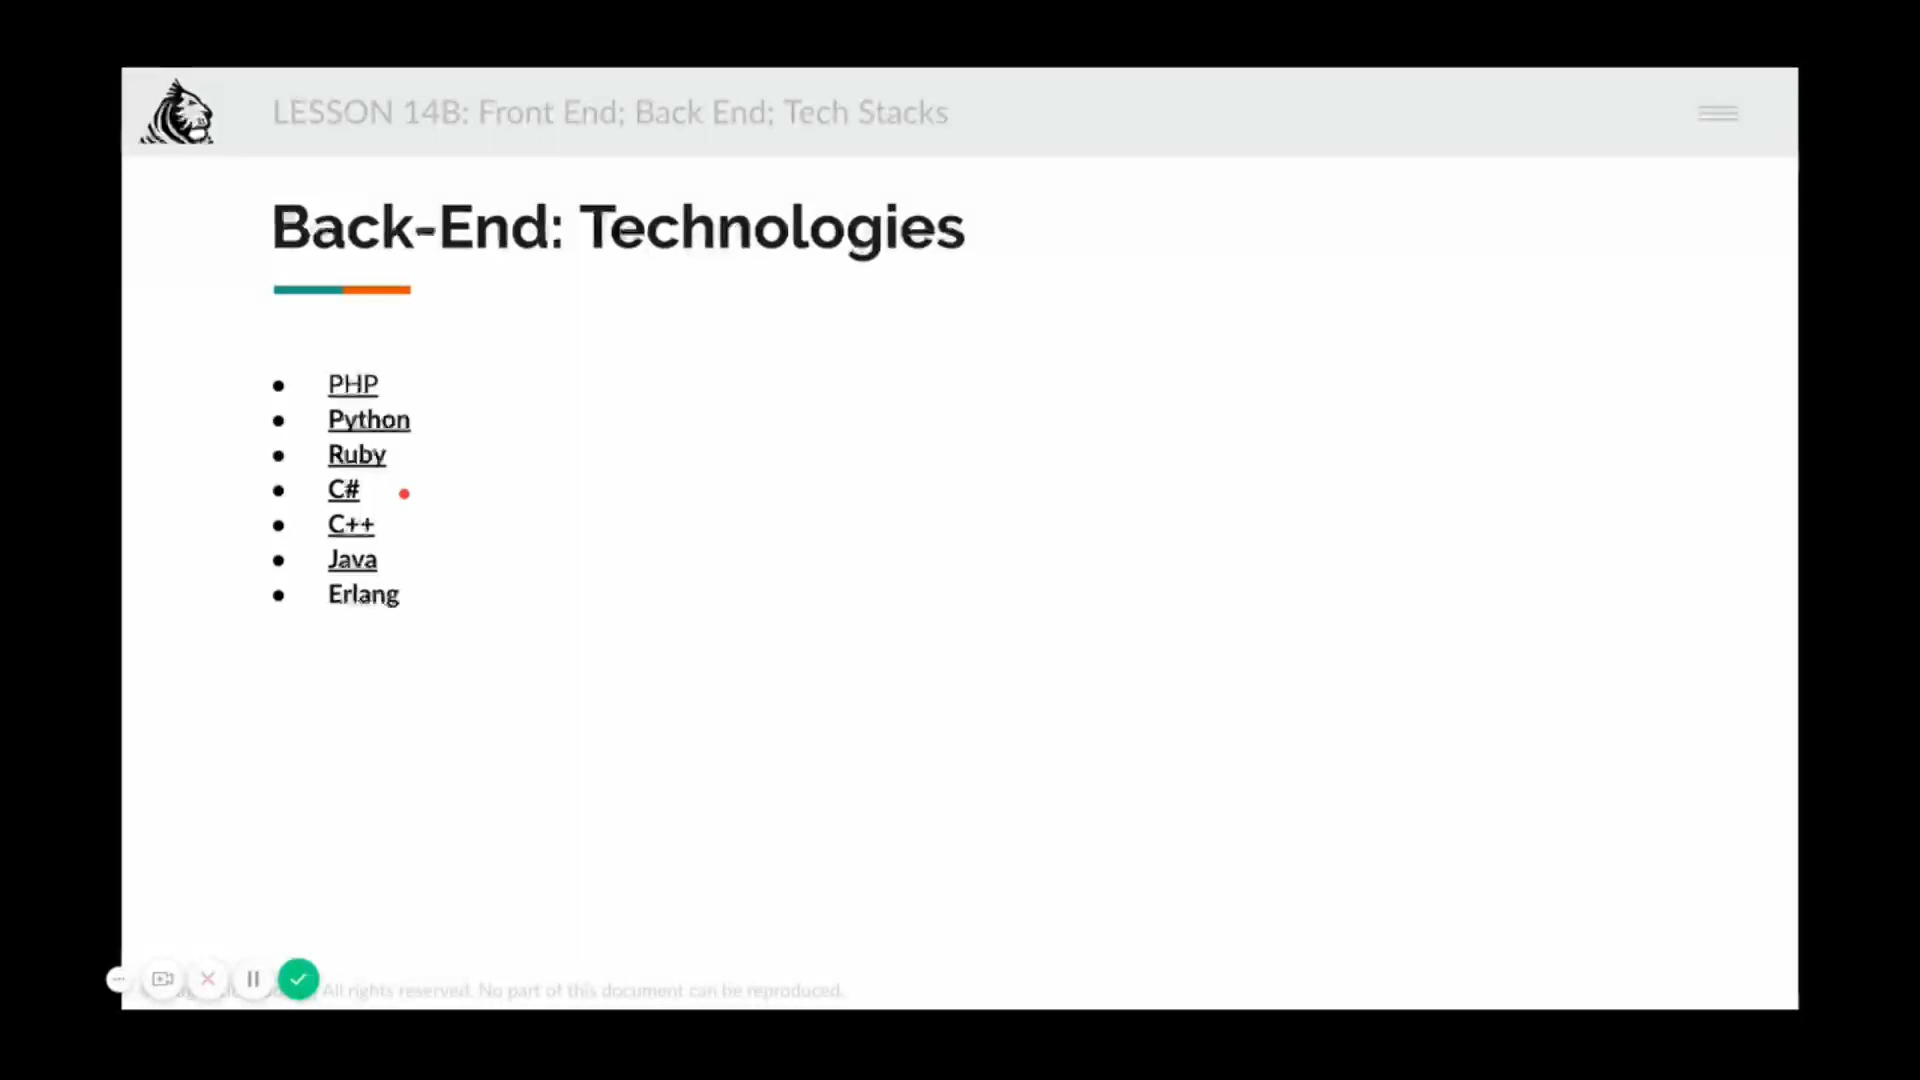 LESSON 14B: Front End; Back End; Tech Stacks
Back-End: Technologies
● PHP
● Python
● Ruby
● C#
● C++
● Java
● Erlang
All rights reserved. No part of this document can be reproduced.